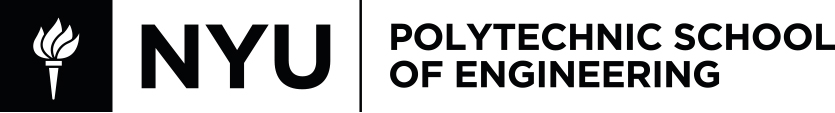 NYU
POLYTECHNIC SCHOOL
OF ENGINEERING